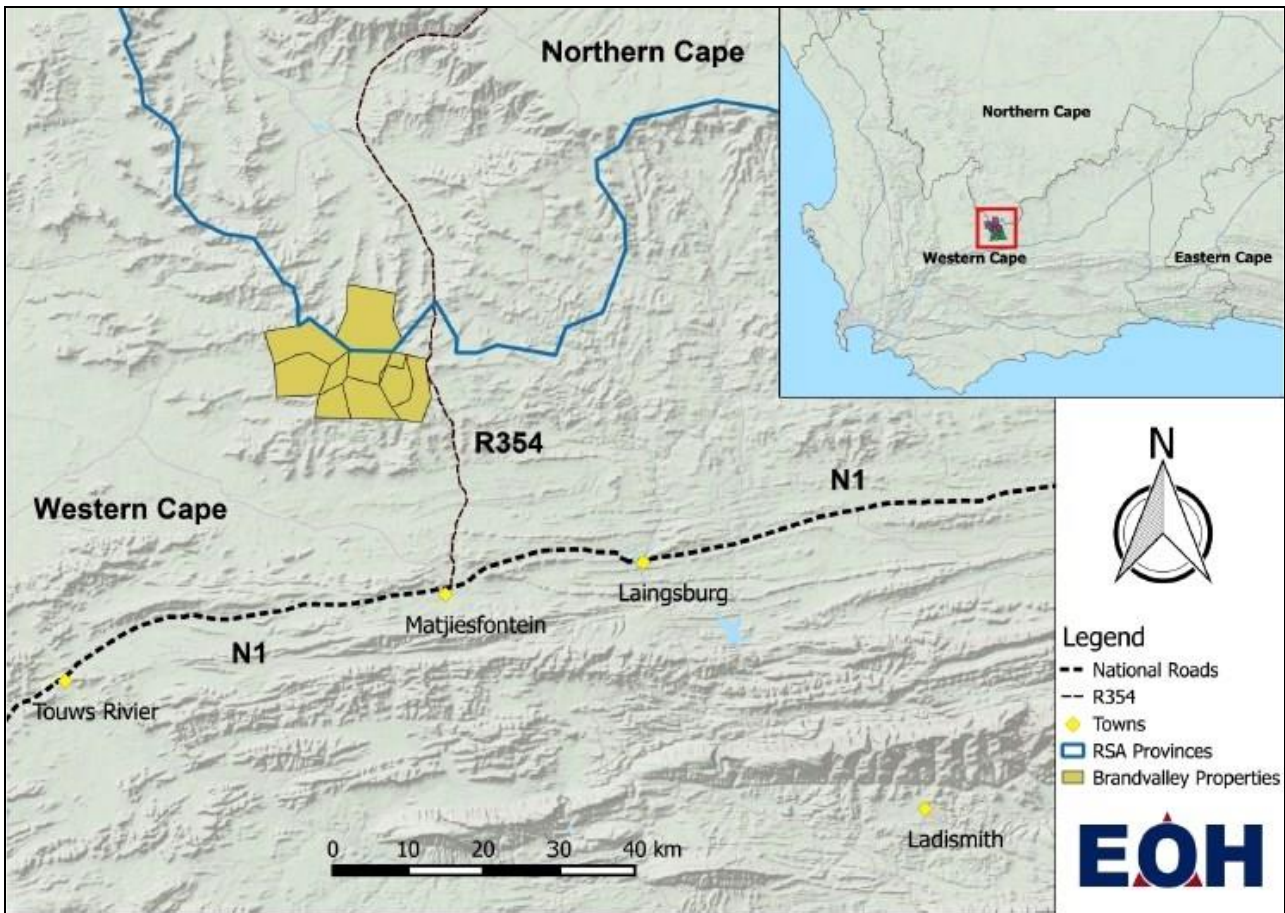 Northern Cape
Northern Cape
Western Cape
Eastern Cape
R354
N1
Western Cape
Laingsburg
Matjiesfontein
N1
Touws Rivier
Ladismith
0 10 20 30 40 km
N
Legend
National Roads
R354
Towns
RSA Provinces
Brandvalley Properties
EOH